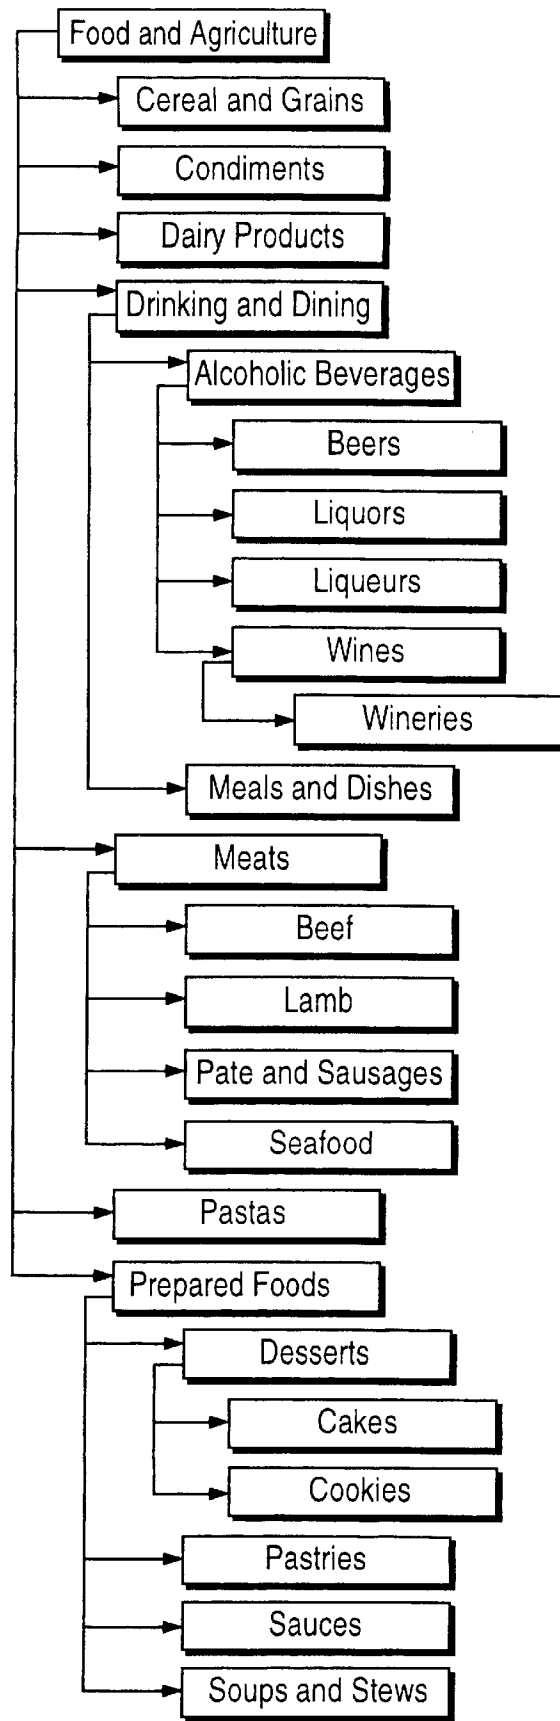 Food and Agriculture
Cereal and Grains
Condiments
Dairy Products
Drinking and Dining
Alcoholic Beverages
Beers
Liquors
Liqueurs
Wines
Wineries
Meals and Dishes
Meats
Beef
Lamb
Pate and Sausages
Seafood
Pastas
Prepared Foods
Desserts
Cakes
Cookies
Pastries
Sauces
Soups and Stews